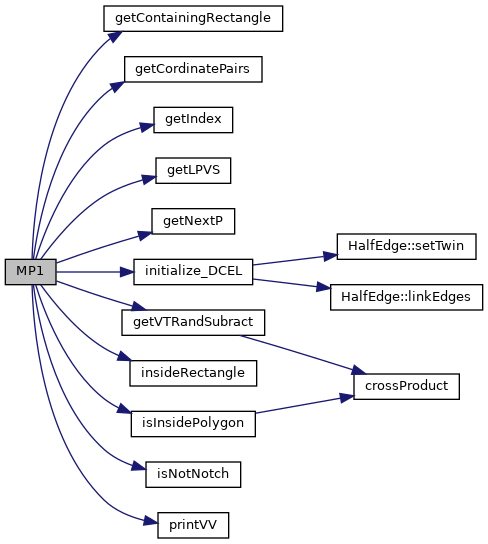 getContainingRectangle
getCordinatePairs
getIndex
getLPVS
getNextP
HalfEdge::setTwin
MP1
initialize_DCEL
HalfEdge::linkEdges
getVTRandSubract
insideRectangle
crossProduct
isInsidePolygon
isNotNotch
printVV